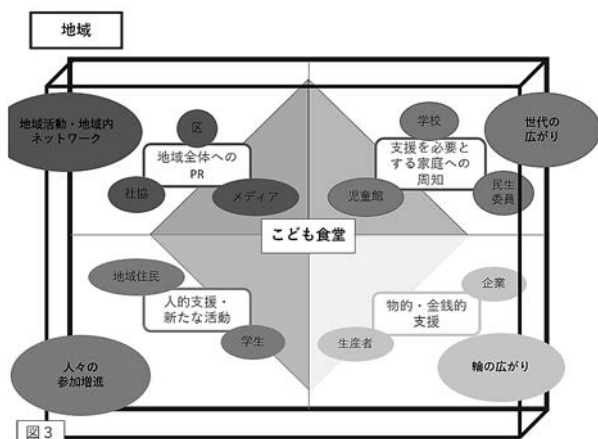 地域
地域活動・地域内
ネットワーク
区
地域全体への
PR
社協
メディア
学校
支援を必要と
する家庭への
周知
児童館
民生
委員
世代の
広がり
こども食堂
地域住民
人的支援・
新たな活動
学生
人々の
参加増進
企業
物的・金銭的
支援
生産者
輪の広がり
図3